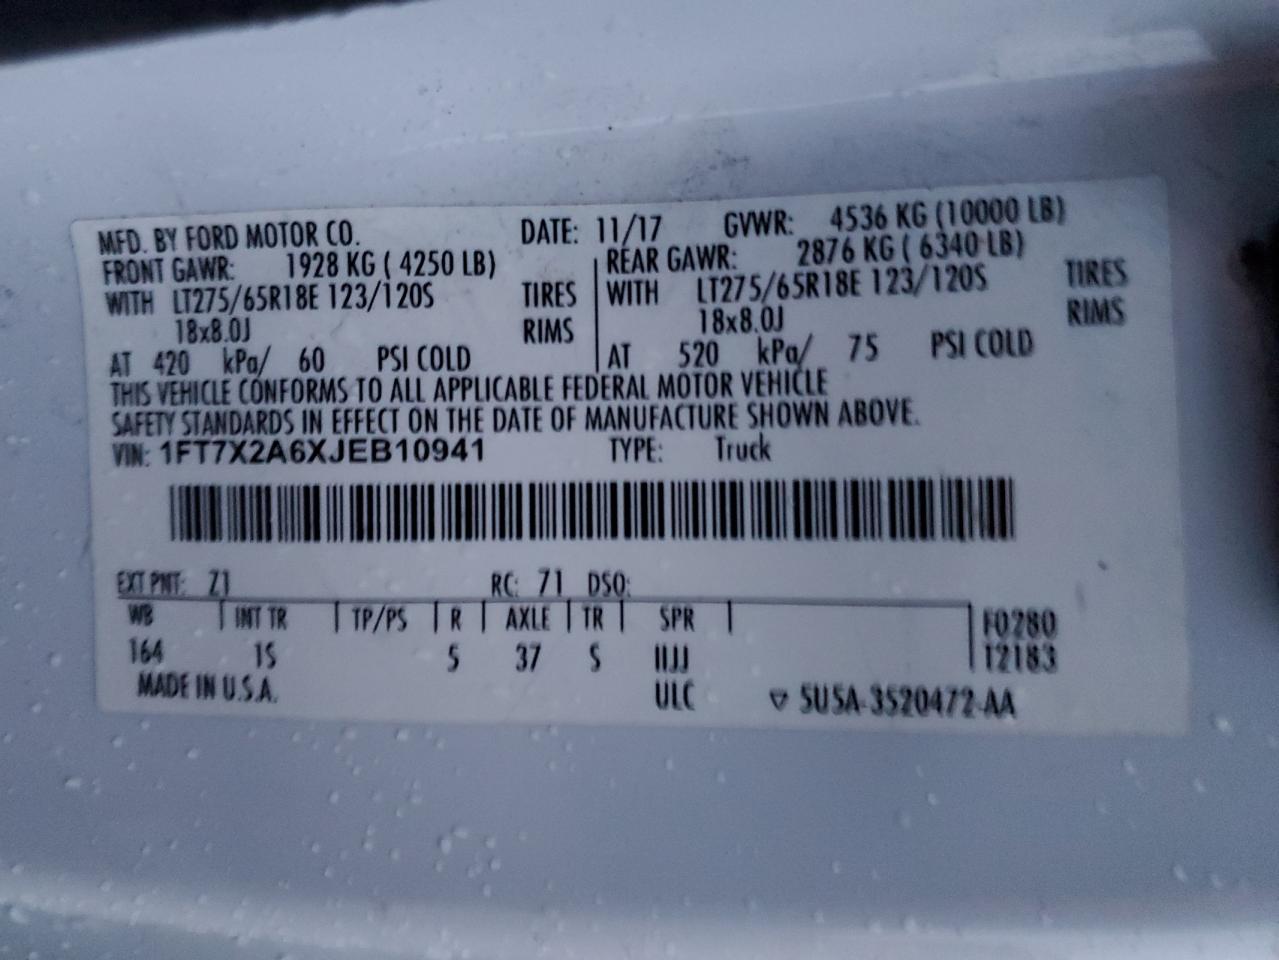 MFD. BY FORD MOTOR CO. DATE: 11/17 GVWR: 4536 KG (10000 LB)
FRONT GAWR: 1928 KG ( 4250 LB) REAR GAWR: 2876 KG ( 6340 LB)
WITH LT275/65R18E 123/120S TIRES WITH LT275/65R18E 123/120S TIRES
18x8.0J RIMS 18x8.0J RIMS
AT 420 kPa/ 60 PSI COLD AT 520 kPa/ 75 PSI COLD
THIS VEHICLE CONFORMS TO ALL APPLICABLE FEDERAL MOTOR VEHICLE
SAFETY STANDARDS IN EFFECT ON THE DATE OF MANUFACTURE SHOWN ABOVE.
VIN: 1FT7X2A6XJEB10941 TYPE: Truck
EXT PNT: Z1 RC: 71 DSO:
WB INT TR TP/PS R AXLE TR SPR F0280
164 1S 5 37 S IIJJ 12183
MADE IN U.S.A. ULC ▽ 5U5A-3520472-AA